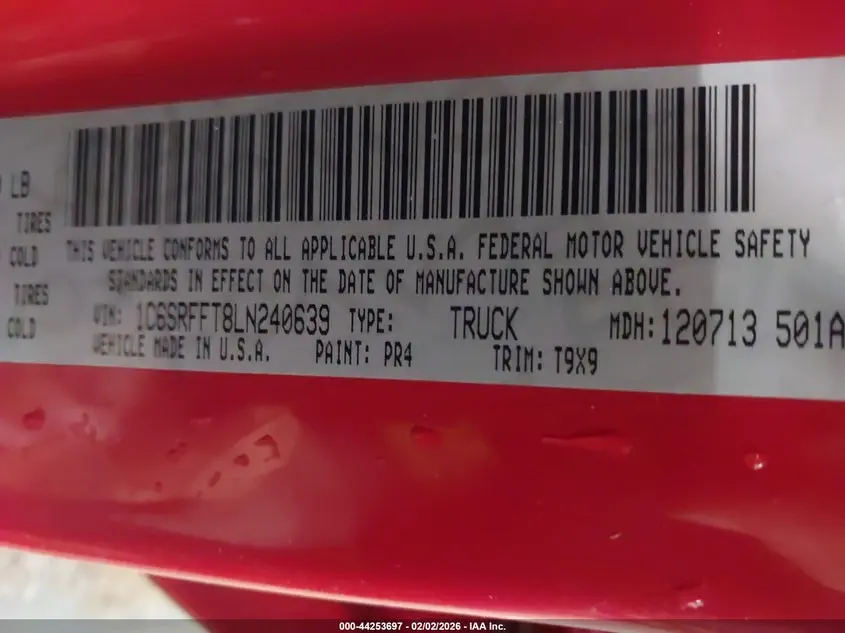 LB
TIRES
COLD
TIRES
COLD
THIS VEHICLE CONFORMS TO ALL APPLICABLE U.S.A. FEDERAL MOTOR VEHICLE SAFETY
STANDARDS IN EFFECT ON THE DATE OF MANUFACTURE SHOWN ABOVE.
VIN: 1C6SRFFT8LN240639 TYPE: TRUCK MDH: 120713 501A
VEHICLE MADE IN U.S.A. PAINT: PR4 TRIM: T9X9
000-44253697 - 02/02/2026 - IAA Inc.